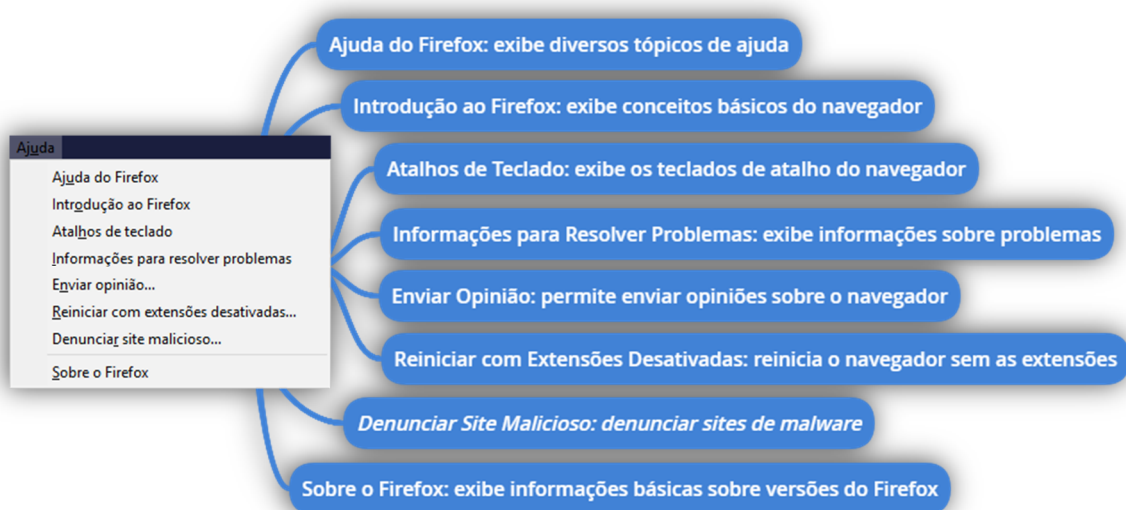 Ajuda do Firefox: exibe diversos tópicos de ajuda
Introdução ao Firefox: exibe conceitos básicos do navegador
Ajuda
Ajuda do Firefox
Introdução ao Firefox
Atalhos de teclado
Informações para resolver problemas
Enviar opinião...
Reiniciar com extensões desativadas...
Denunciar site malicioso...
Sobre o Firefox
Atalhos de Teclado: exibe os teclados de atalho do navegador
Informações para Resolver Problemas: exibe informações sobre problemas
Enviar Opinião: permite enviar opiniões sobre o navegador
Reiniciar com Extensões Desativadas: reinicia o navegador sem as extensões
Denunciar Site Malicioso: denunciar sites de malware
Sobre o Firefox: exibe informações básicas sobre versões do Firefox